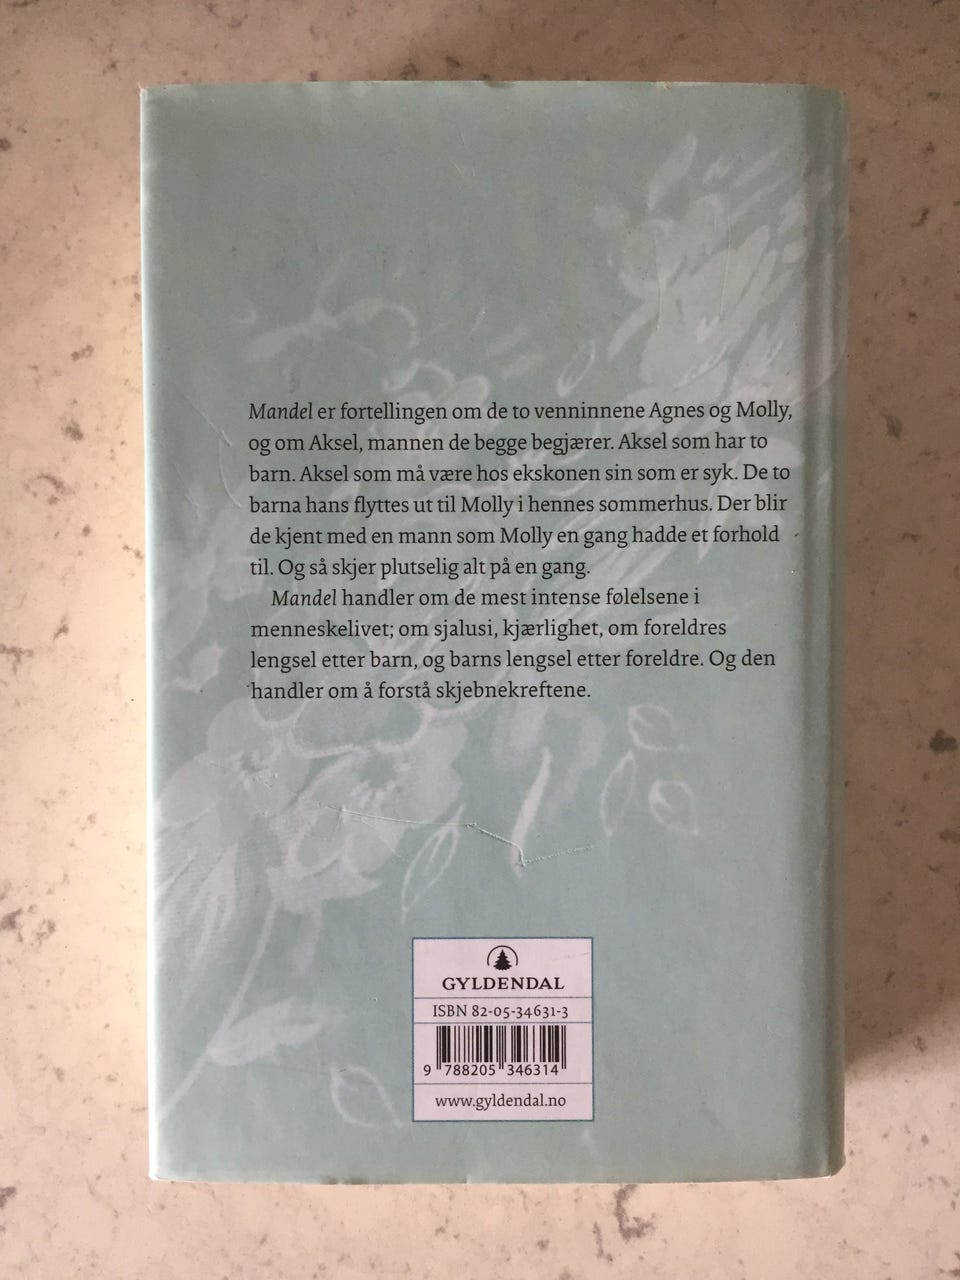 Mandel er fortellingen om de to venninnene Agnes og Molly,
og om Aksel, mannen de begge begjærer. Aksel som har to
barn. Aksel som må være hos ekskonen sin som er syk. De to
barna hans flyttes ut til Molly i hennes sommerhus. Der blir
de kjent med en mann som Molly en gang hadde et forhold
til. Og så skjer plutselig alt på en gang.
Mandel handler om de mest intense følelsene i
menneskelivet; om sjalusi, kjærlighet, om foreldres
lengsel etter barn, og barns lengsel etter foreldre. Og den
handler om å forstå skjebnekreftene.
GYLDENDAL
ISBN 82-05-34631-3
9 788205 346314
www.gyldendal.no